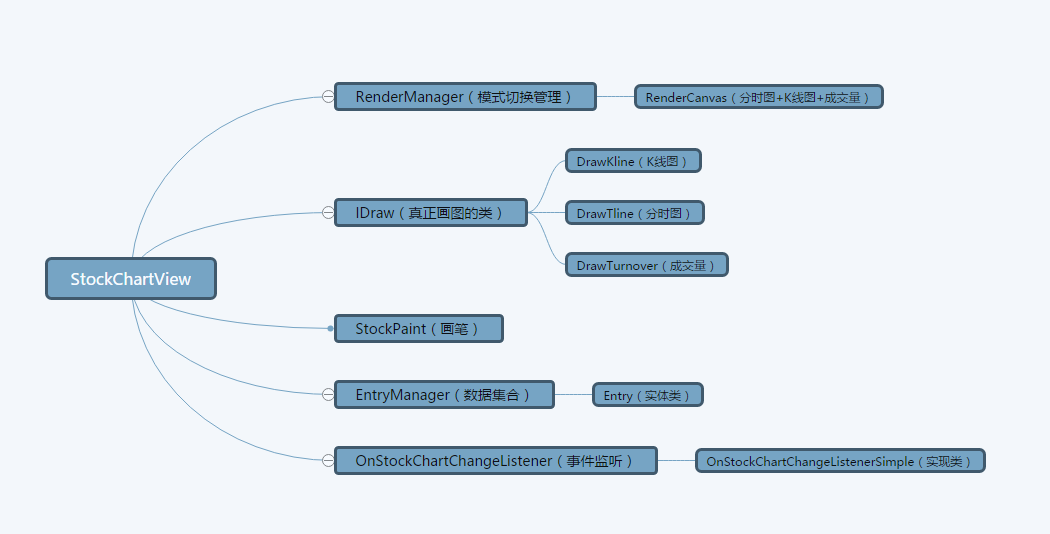 RenderManager（模式切换管理）
RenderCanvas（分时图+K线图+成交量）
DrawKline（K线图）
IDraw（真正画图的类）
DrawTline（分时图）
DrawTurnover（成交量）
StockChartView
StockPaint（画笔）
EntryManager（数据集合）
Entry（实体类）
OnStockChartChangeListener（事件监听）
OnStockChartChangeListenerSimple（实现类）